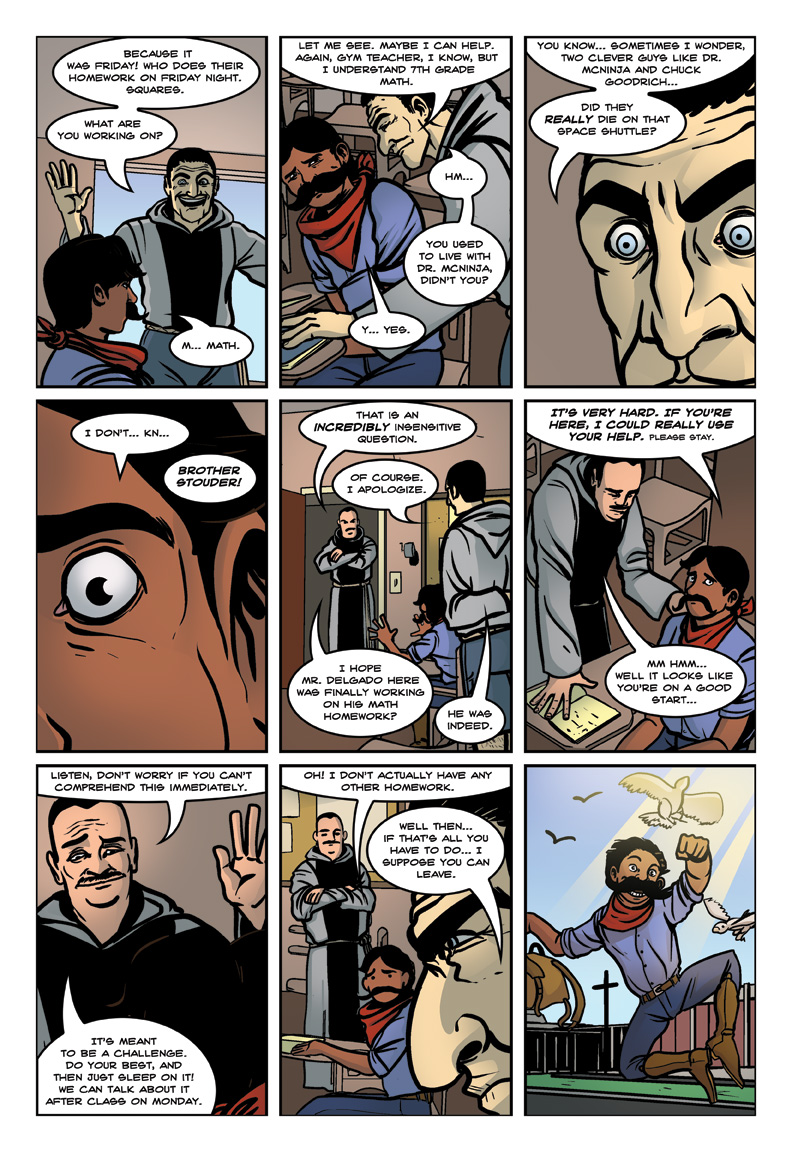 BECAUSE IT
WAS FRIDAY! WHO DOES THEIR
HOMEWORK ON FRIDAY NIGHT.
SQUARES.
WHAT ARE
YOU WORKING ON?
M... MATH.
LET ME SEE. MAYBE I CAN HELP.
AGAIN, GYM TEACHER, I KNOW, BUT
I UNDERSTAND 7TH GRADE
MATH.
HM...
YOU USED
TO LIVE WITH
DR. MCNINJA,
DIDN'T YOU?
Y... YES.
YOU KNOW... SOMETIMES I WONDER,
TWO CLEVER GUYS LIKE DR.
MCNINJA AND CHUCK
GOODRICH...
DID THEY
REALLY DIE ON THAT
SPACE SHUTTLE?
I DON'T... KN...
BROTHER
STOUDER!
THAT IS AN
INCREDIBLY INSENSITIVE
QUESTION.
OF COURSE.
I APOLOGIZE.
I HOPE
MR. DELGADO HERE
WAS FINALLY WORKING
ON HIS MATH
HOMEWORK?
HE WAS
INDEED.
IT'S VERY HARD. IF YOU'RE
HERE, I COULD REALLY USE
YOUR HELP. PLEASE STAY.
MM HMM...
WELL IT LOOKS LIKE
YOU'RE ON A GOOD
START...
LISTEN, DON'T WORRY IF YOU CAN'T
COMPREHEND THIS IMMEDIATELY.
IT'S MEANT
TO BE A CHALLENGE.
DO YOUR BEST, AND
THEN JUST SLEEP ON IT!
WE CAN TALK ABOUT IT
AFTER CLASS ON MONDAY.
OH! I DON'T ACTUALLY HAVE ANY
OTHER HOMEWORK.
WELL THEN...
IF THAT'S ALL YOU
HAVE TO DO... I
SUPPOSE YOU CAN
LEAVE.